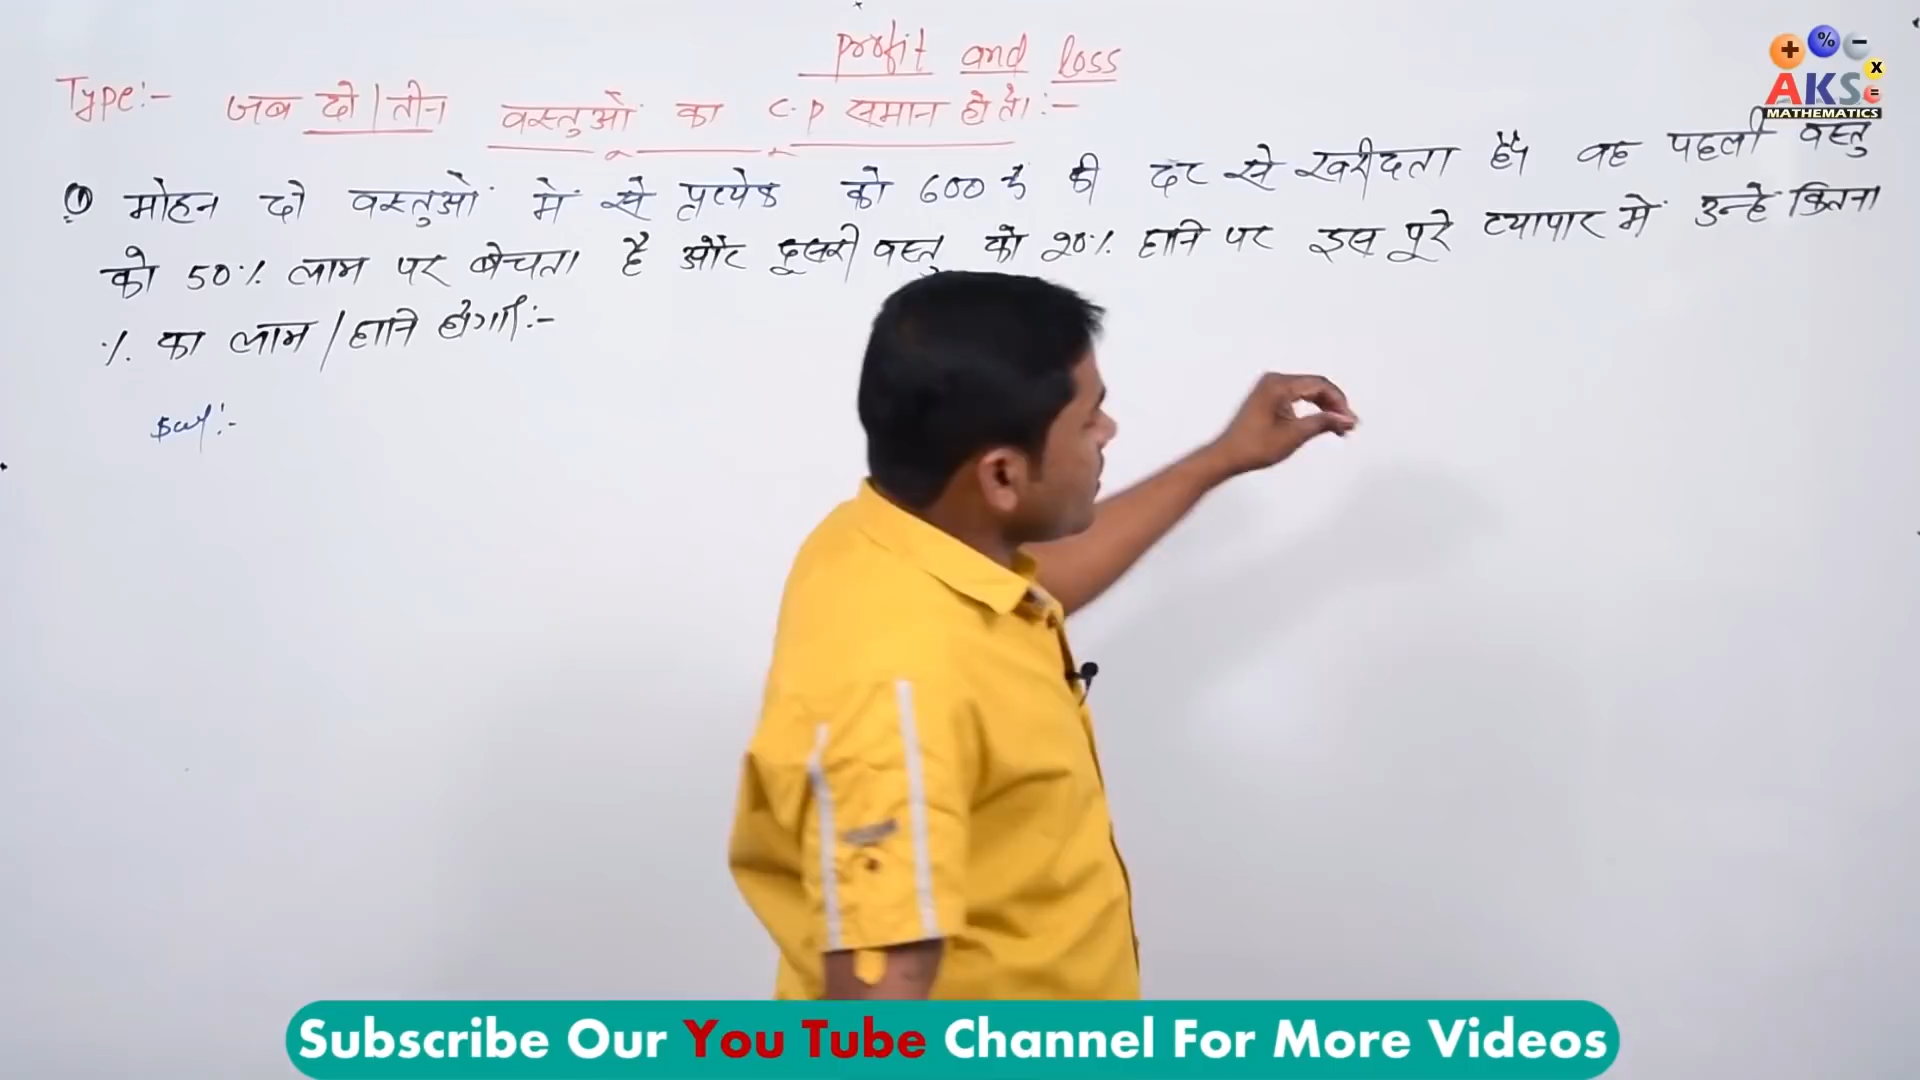 profit and loss
Type:- जब दो/तीन वस्तुओं का C.P समान हो तो:-
Q मोहन दो वस्तुओं में से प्रत्येक को 600 रु की दर से खरीदता है। वह पहली वस्तु
को 50% लाभ पर बेचता है और दूसरी वस्तु को 20% हानि पर इस पूरे व्यापार में उन्हे कितना
% का लाभ/हानि होगा:-
+ % - x =
AKS
MATHEMATICS
Subscribe Our You Tube Channel For More Videos